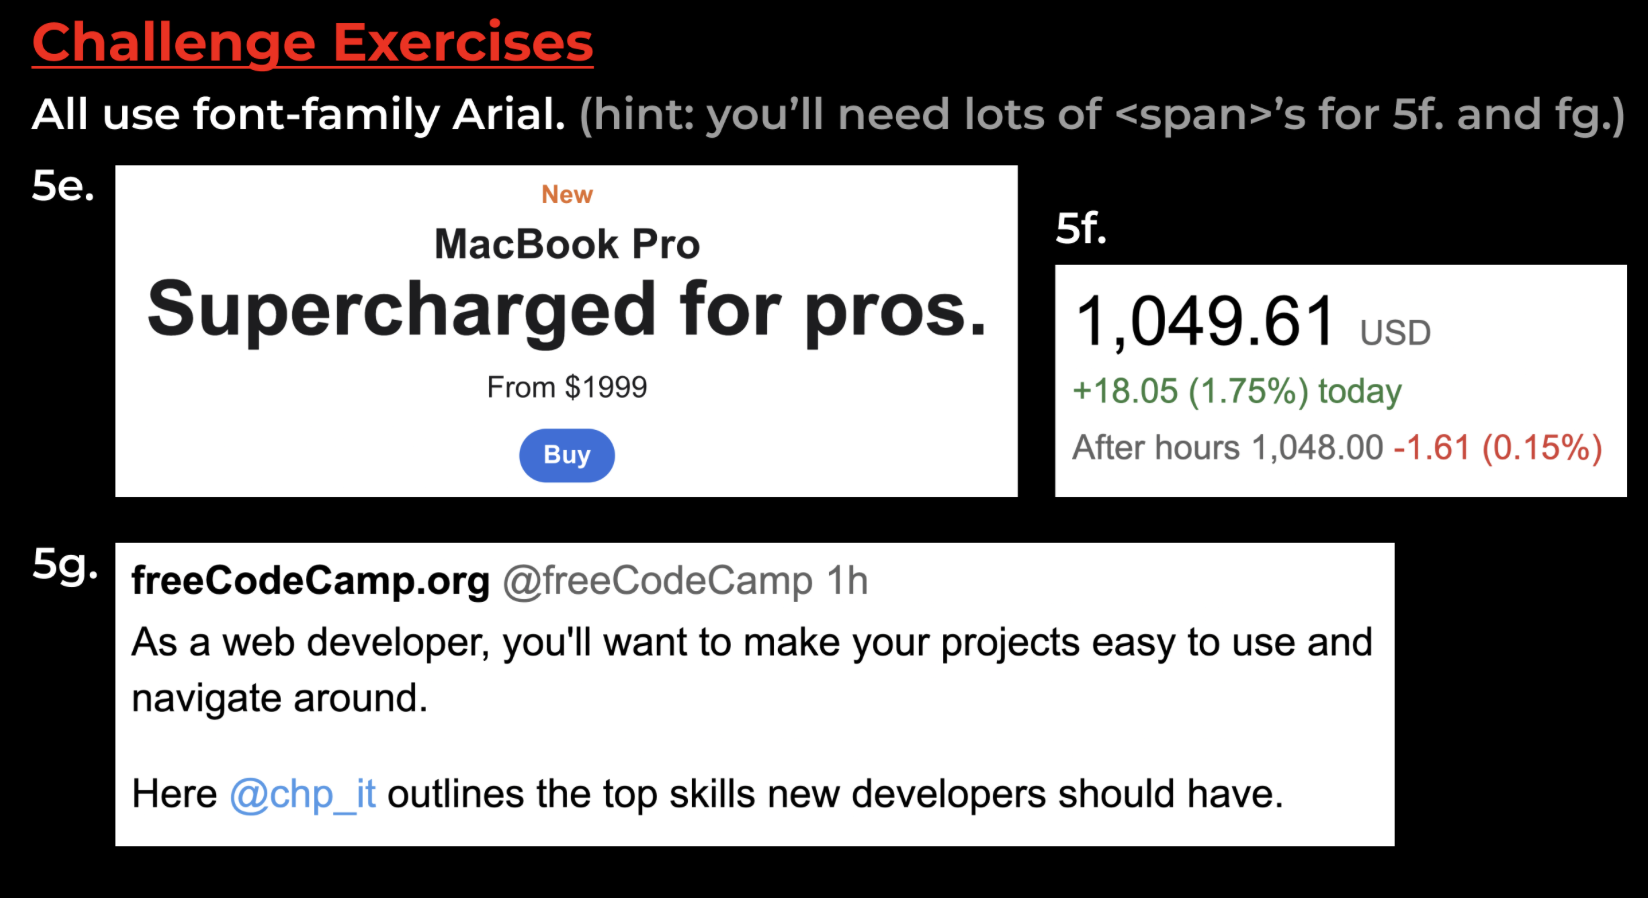 Challenge Exercises
All use font-family Arial. (hint: you’ll need lots of <span>’s for 5f. and fg.)
5e.
New
MacBook Pro
Supercharged for pros.
From $1999
Buy
5f.
1,049.61 USD
+18.05 (1.75%) today
After hours 1,048.00 -1.61 (0.15%)
5g.
freeCodeCamp.org @freeCodeCamp 1h
As a web developer, you'll want to make your projects easy to use and
navigate around.
Here @chp_it outlines the top skills new developers should have.